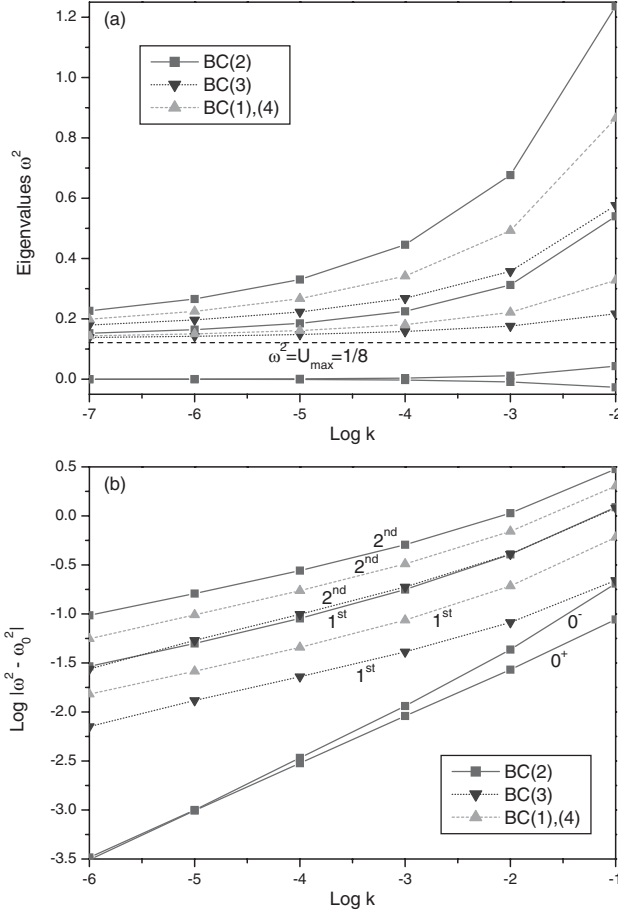 (a)
BC(2)
BC(3)
BC(1),(4)
Eigenvalues ω²
1.2
1.0
0.8
0.6
0.4
0.2
0.0
ω²=U_max=1/8
-7 -6 -5 -4 -3 -2
Log k
(b)
Log |ω² - ω₀²|
0.5
0.0
-0.5
-1.0
-1.5
-2.0
-2.5
-3.0
-3.5
2nd
2nd
2nd
1st
1st
1st
0⁻
0⁺
BC(2)
BC(3)
BC(1),(4)
-6 -5 -4 -3 -2 -1
Log k